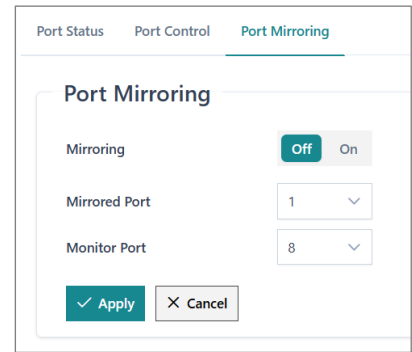 Port Status Port Control Port Mirroring
Port Mirroring
Mirroring Off On
Mirrored Port 1
Monitor Port 8
Apply Cancel